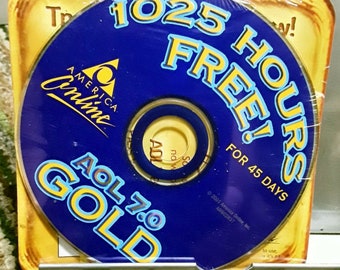 1025 HOURS
FREE!
FOR 45 DAYS
AMERICA
Online
AOL 7.0
GOLD